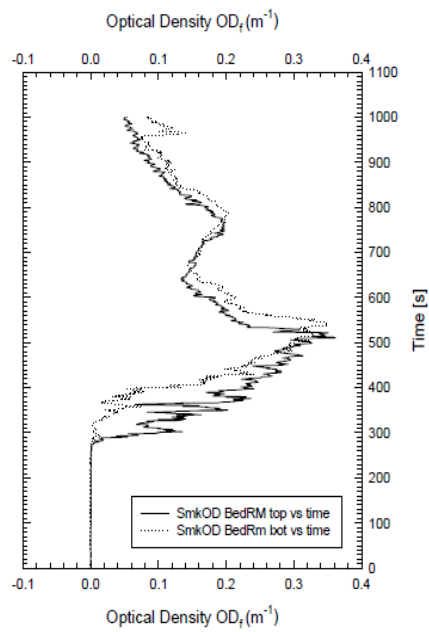 Optical Density OD_f (m⁻¹)
-0.1 0.0 0.1 0.2 0.3 0.4
1100
1000
900
800
700
600
500
400
300
200
100
0
Time [s]
SmkOD BedRM top vs time
SmkOD BedRm bot vs time
-0.1 0.0 0.1 0.2 0.3 0.4
Optical Density OD_f (m⁻¹)